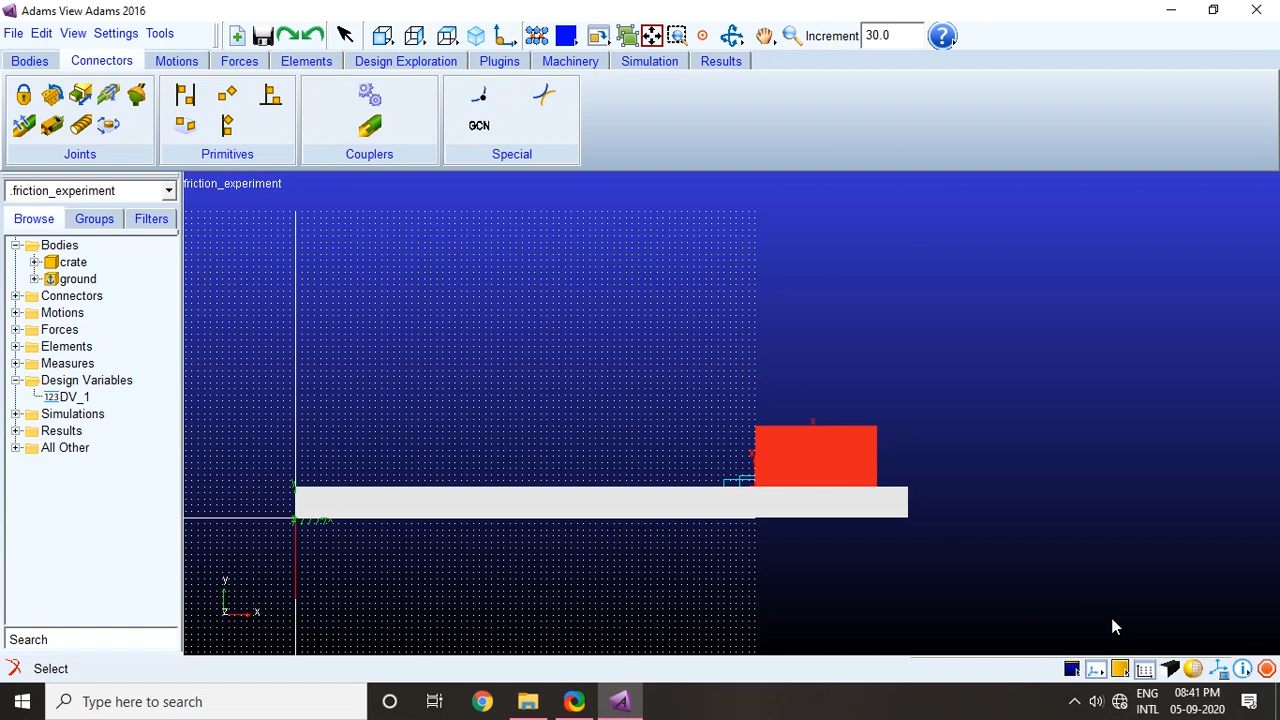 Adams View Adams 2016
File Edit View Settings Tools
Increment 30.0
Bodies Connectors Motions Forces Elements Design Exploration Plugins Machinery Simulation Results
GCN
Joints Primitives Couplers Special
.friction_experiment
friction_experiment
Browse Groups Filters
Bodies
crate
ground
Connectors
Motions
Forces
Elements
Measures
Design Variables
123 DV_1
Simulations
Results
All Other
x
y
y
z x
Search
Select
Type here to search
ENG 08:41 PM
INTL 05-09-2020